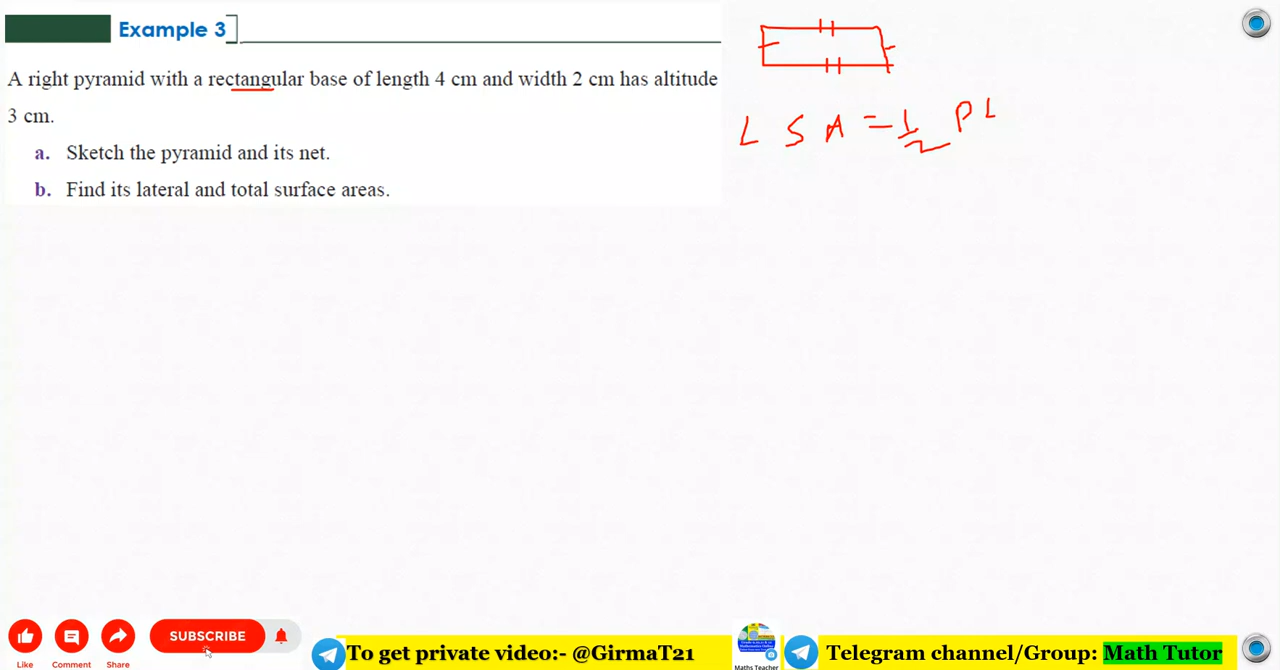 Example 3
A right pyramid with a rectangular base of length 4 cm and width 2 cm has altitude
3 cm.
a. Sketch the pyramid and its net.
b. Find its lateral and total surface areas.
L S A = 1/2 P L
Like
Comment
Share
SUBSCRIBE
To get private video:- @GirmaT21
Maths Teacher
Telegram channel/Group: Math Tutor